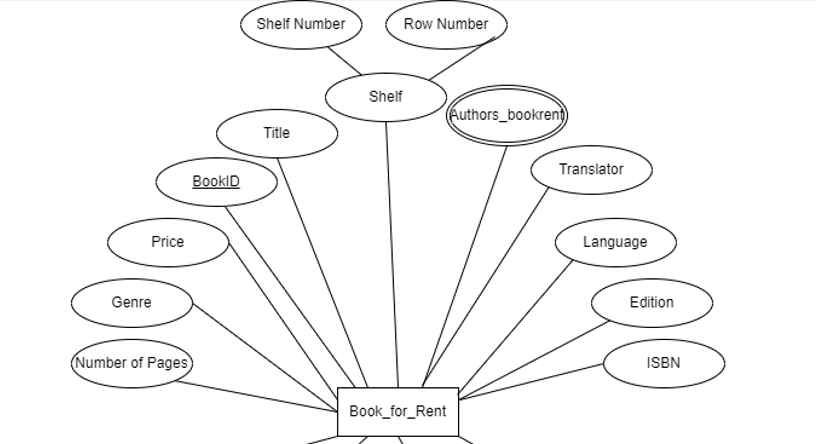 Shelf Number
Row Number
Shelf
Authors_bookrent
Title
Translator
BookID
Price
Language
Genre
Edition
Number of Pages
ISBN
Book_for_Rent